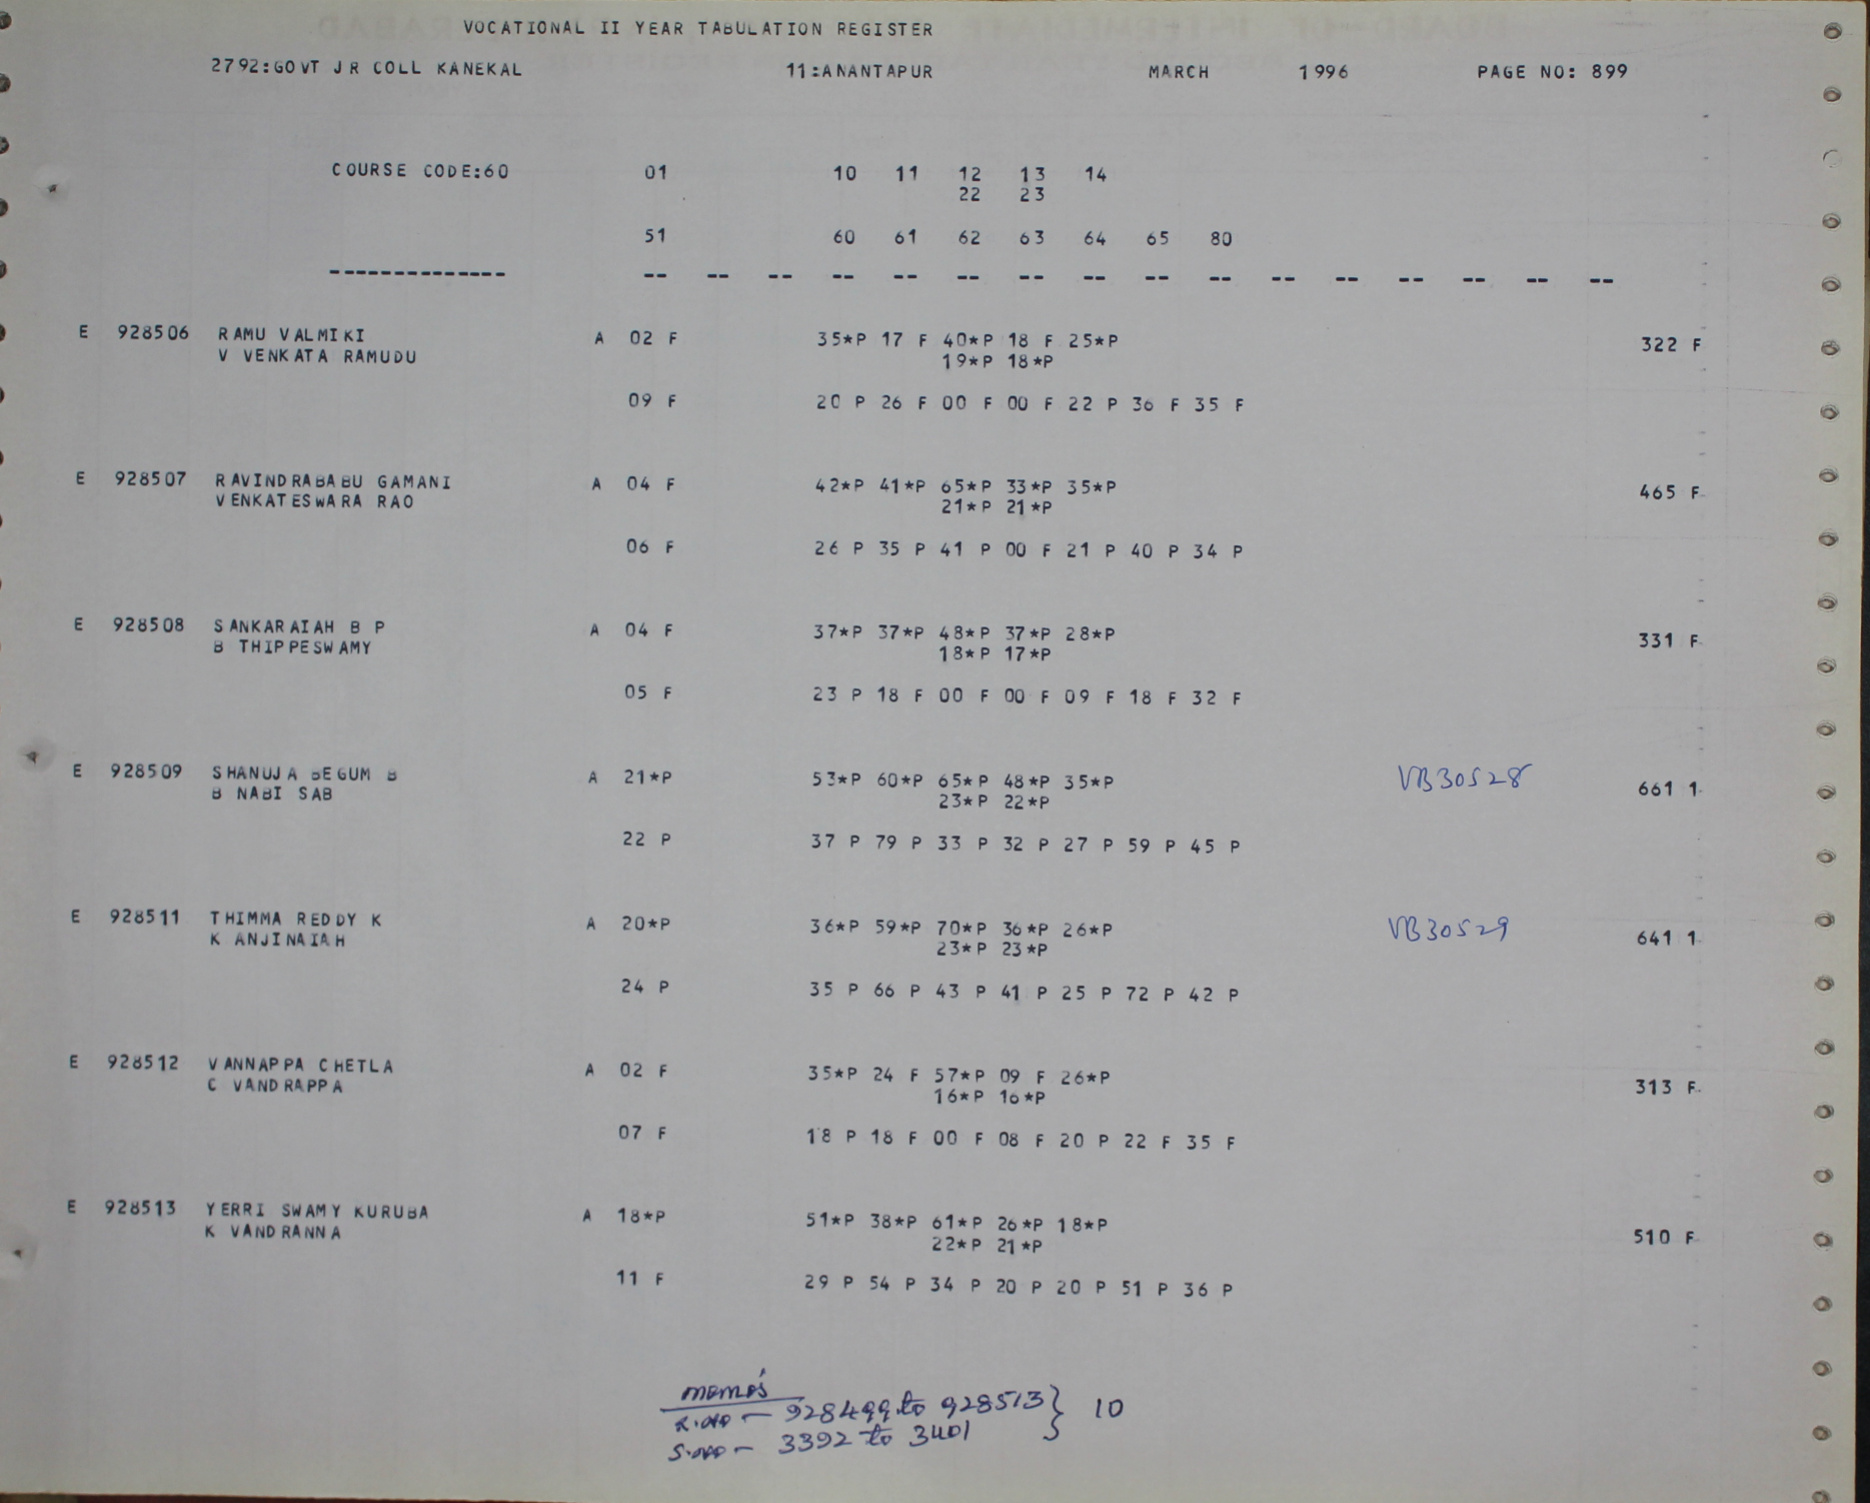 VOCATIONAL II YEAR TABULATION REGISTER
2792:GOVT JR COLL KANEKAL 11:ANANTAPUR MARCH 1996 PAGE NO: 899
COURSE CODE:60 01 10 11 12 13 14
22 23
51 60 61 62 63 64 65 80
-------------- -- -- -- -- -- -- -- -- -- -- -- -- -- -- -- --
E 928506 RAMU VALMIKI A 02 F 35*P 17 F 40*P 18 F 25*P 322 F
V VENKATA RAMUDU 19*P 18*P
09 F 20 P 26 F 00 F 00 F 22 P 36 F 35 F
E 928507 RAVINDRABABU GAMANI A 04 F 42*P 41*P 65*P 33*P 35*P 465 F
VENKATESWARA RAO 21*P 21*P
06 F 26 P 35 P 41 P 00 F 21 P 40 P 34 P
E 928508 SANKARAIAH B P A 04 F 37*P 37*P 48*P 37*P 28*P 331 F
B THIPPESWAMY 18*P 17*P
05 F 23 P 18 F 00 F 00 F 09 F 18 F 32 F
E 928509 SHANUJA BEGUM B A 21*P 53*P 60*P 65*P 48*P 35*P VB30528 661 1
B NABI SAB 23*P 22*P
22 P 37 P 79 P 33 P 32 P 27 P 59 P 45 P
E 928511 THIMMA REDDY K A 20*P 36*P 59*P 70*P 36*P 26*P VB30529 641 1
K ANJINAIAH 23*P 23*P
24 P 35 P 66 P 43 P 41 P 25 P 72 P 42 P
E 928512 VANNAPPA CHETLA A 02 F 35*P 24 F 57*P 09 F 26*P 313 F
C VANDRAPPA 16*P 16*P
07 F 18 P 18 F 00 F 08 F 20 P 22 F 35 F
E 928513 YERRI SWAMY KURUBA A 18*P 51*P 38*P 61*P 26*P 18*P 510 F
K VANDRANNA 22*P 21*P
11 F 29 P 54 P 34 P 20 P 20 P 51 P 36 P
memos
928499 to 928513 } 10
3392 to 3401